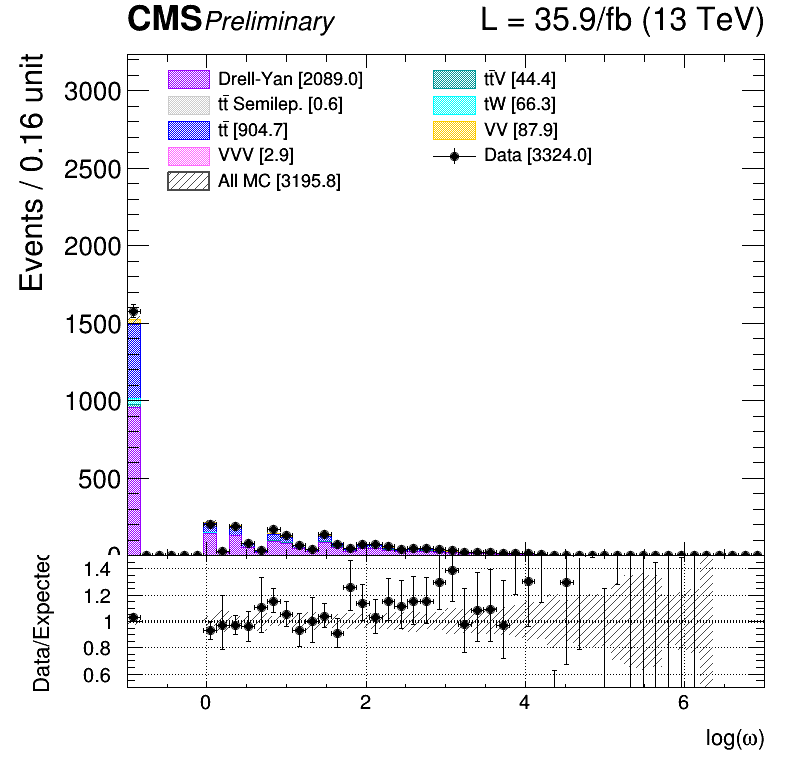 CMS Preliminary L = 35.9/fb (13 TeV)
Events / 0.16 unit
3000
2500
2000
1500
1000
500
0
Drell-Yan [2089.0]
tt̄ Semilep. [0.6]
tt̄ [904.7]
VVV [2.9]
All MC [3195.8]
tt̄V [44.4]
tW [66.3]
VV [87.9]
Data [3324.0]
Data/Expected
1.4
1.2
1
0.8
0.6
0 2 4 6
log(ω)